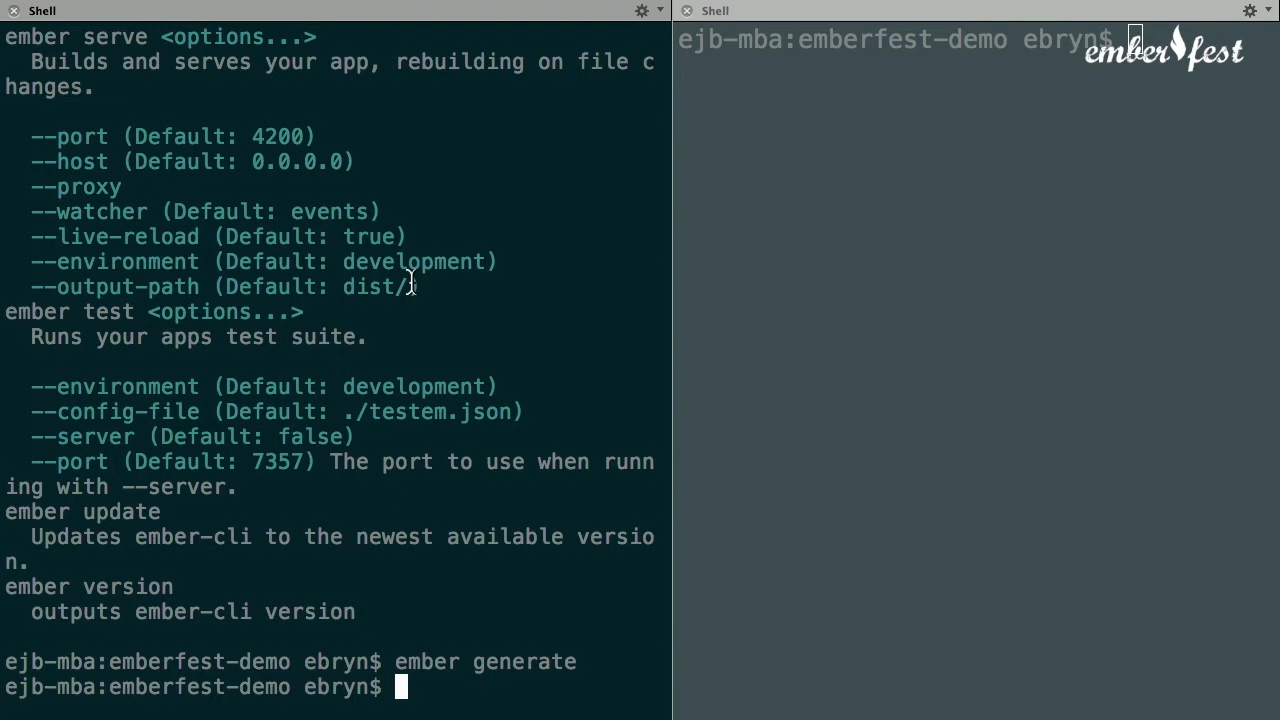 Shell
ember serve <options...>
Builds and serves your app, rebuilding on file c
hanges.
--port (Default: 4200)
--host (Default: 0.0.0.0)
--proxy
--watcher (Default: events)
--live-reload (Default: true)
--environment (Default: development)
--output-path (Default: dist/)
ember test <options...>
Runs your apps test suite.
--environment (Default: development)
--config-file (Default: ./testem.json)
--server (Default: false)
--port (Default: 7357) The port to use when runn
ing with --server.
ember update
Updates ember-cli to the newest available versio
n.
ember version
outputs ember-cli version
ejb-mba:emberfest-demo ebryn$ ember generate
ejb-mba:emberfest-demo ebryn$
Shell
ejb-mba:emberfest-demo ebryn$
ember fest